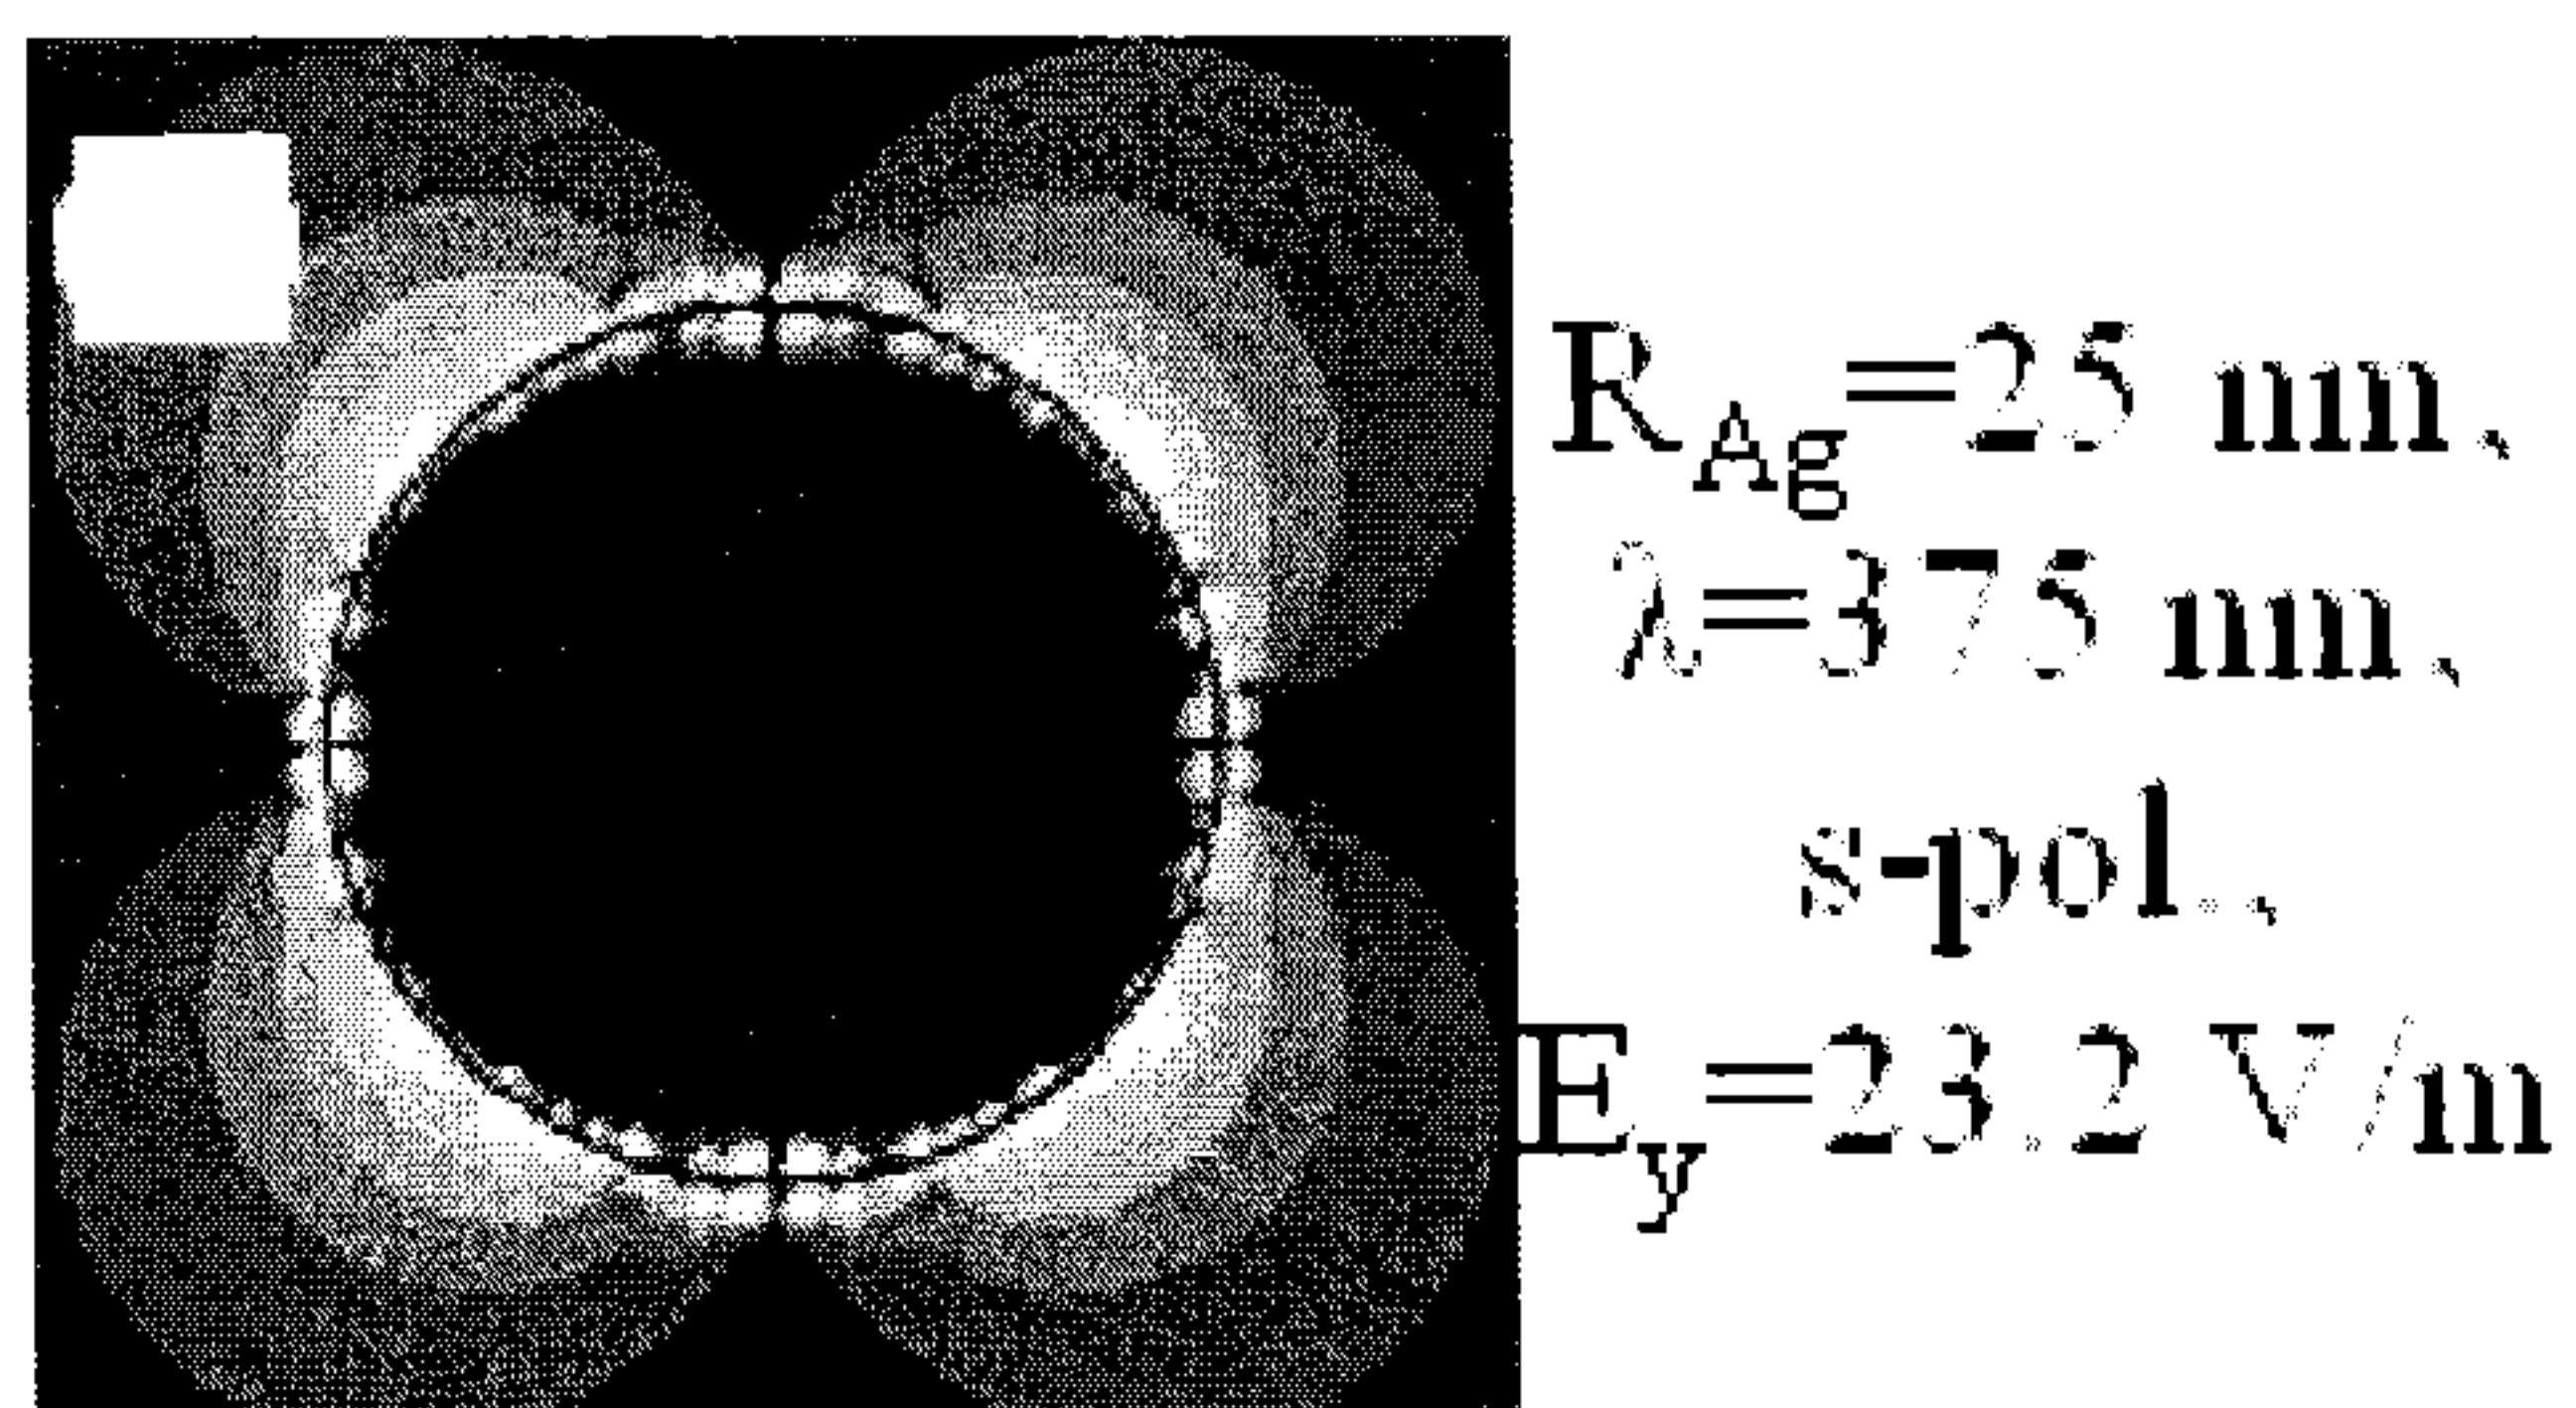 R_Ag=25 nm,
λ=375 nm,
s-pol.,
E_y=23.2 V/m